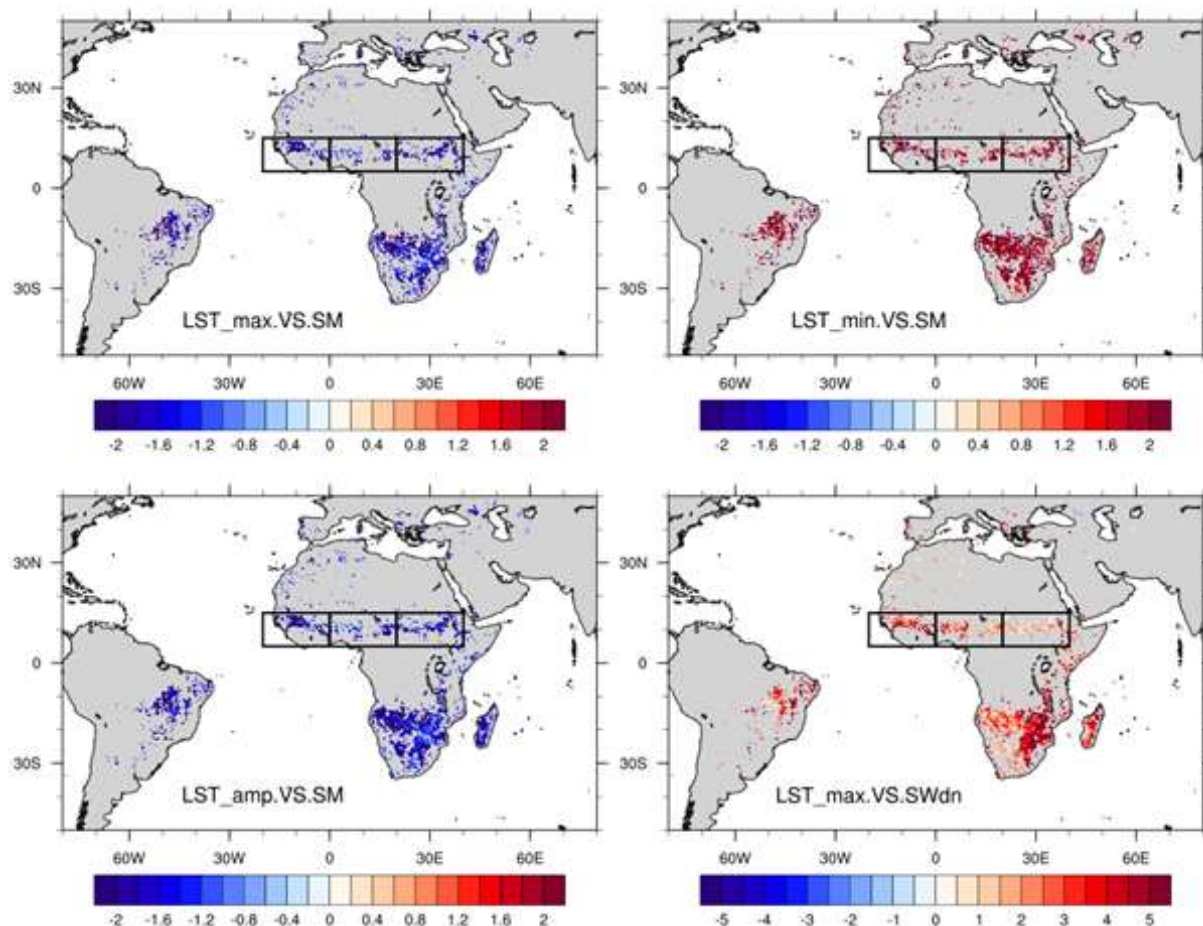 30N
0
30S
LST_max.VS.SM
60W 30W 0 30E 60E
-2 -1.6 -1.2 -0.8 -0.4 0 0.4 0.8 1.2 1.6 2
30N
0
30S
LST_min.VS.SM
60W 30W 0 30E 60E
-2 -1.6 -1.2 -0.8 -0.4 0 0.4 0.8 1.2 1.6 2
30N
0
30S
LST_amp.VS.SM
60W 30W 0 30E 60E
-2 -1.6 -1.2 -0.8 -0.4 0 0.4 0.8 1.2 1.6 2
30N
0
30S
LST_max.VS.SWdn
60W 30W 0 30E 60E
-5 -4 -3 -2 -1 0 1 2 3 4 5